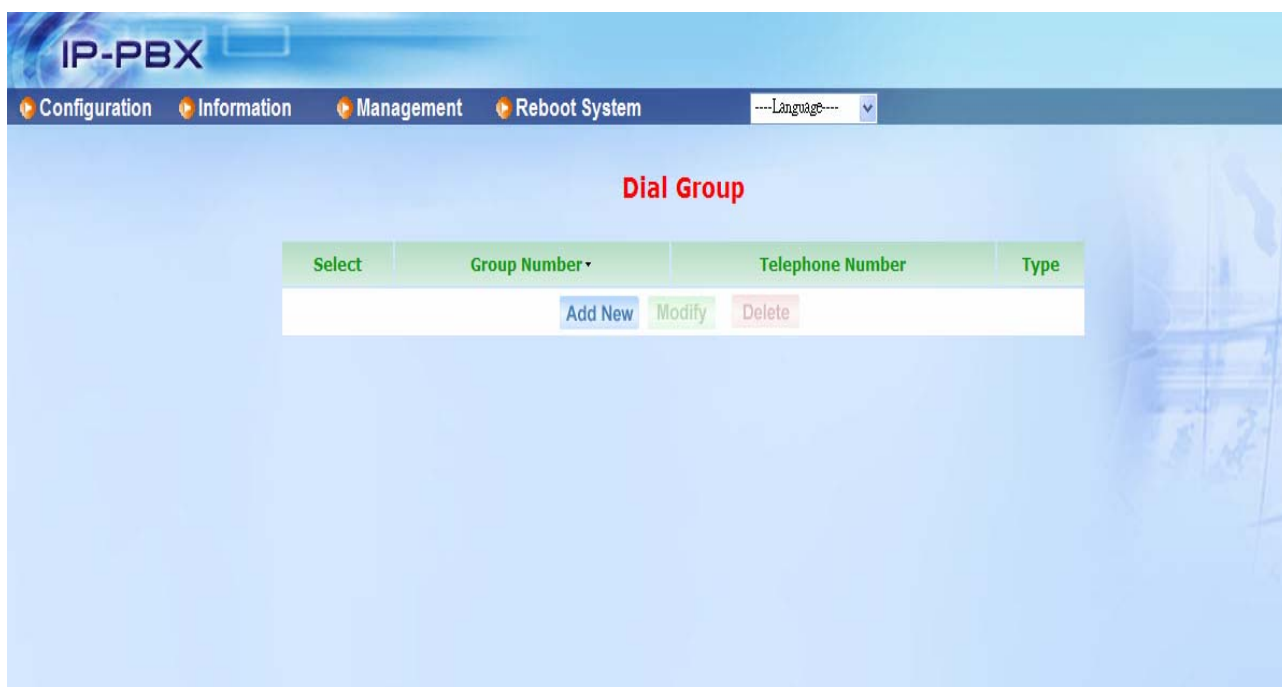 IP-PBX
Configuration Information Management Reboot System ----Language----
Dial Group
Select Group Number Telephone Number Type
Add New Modify Delete